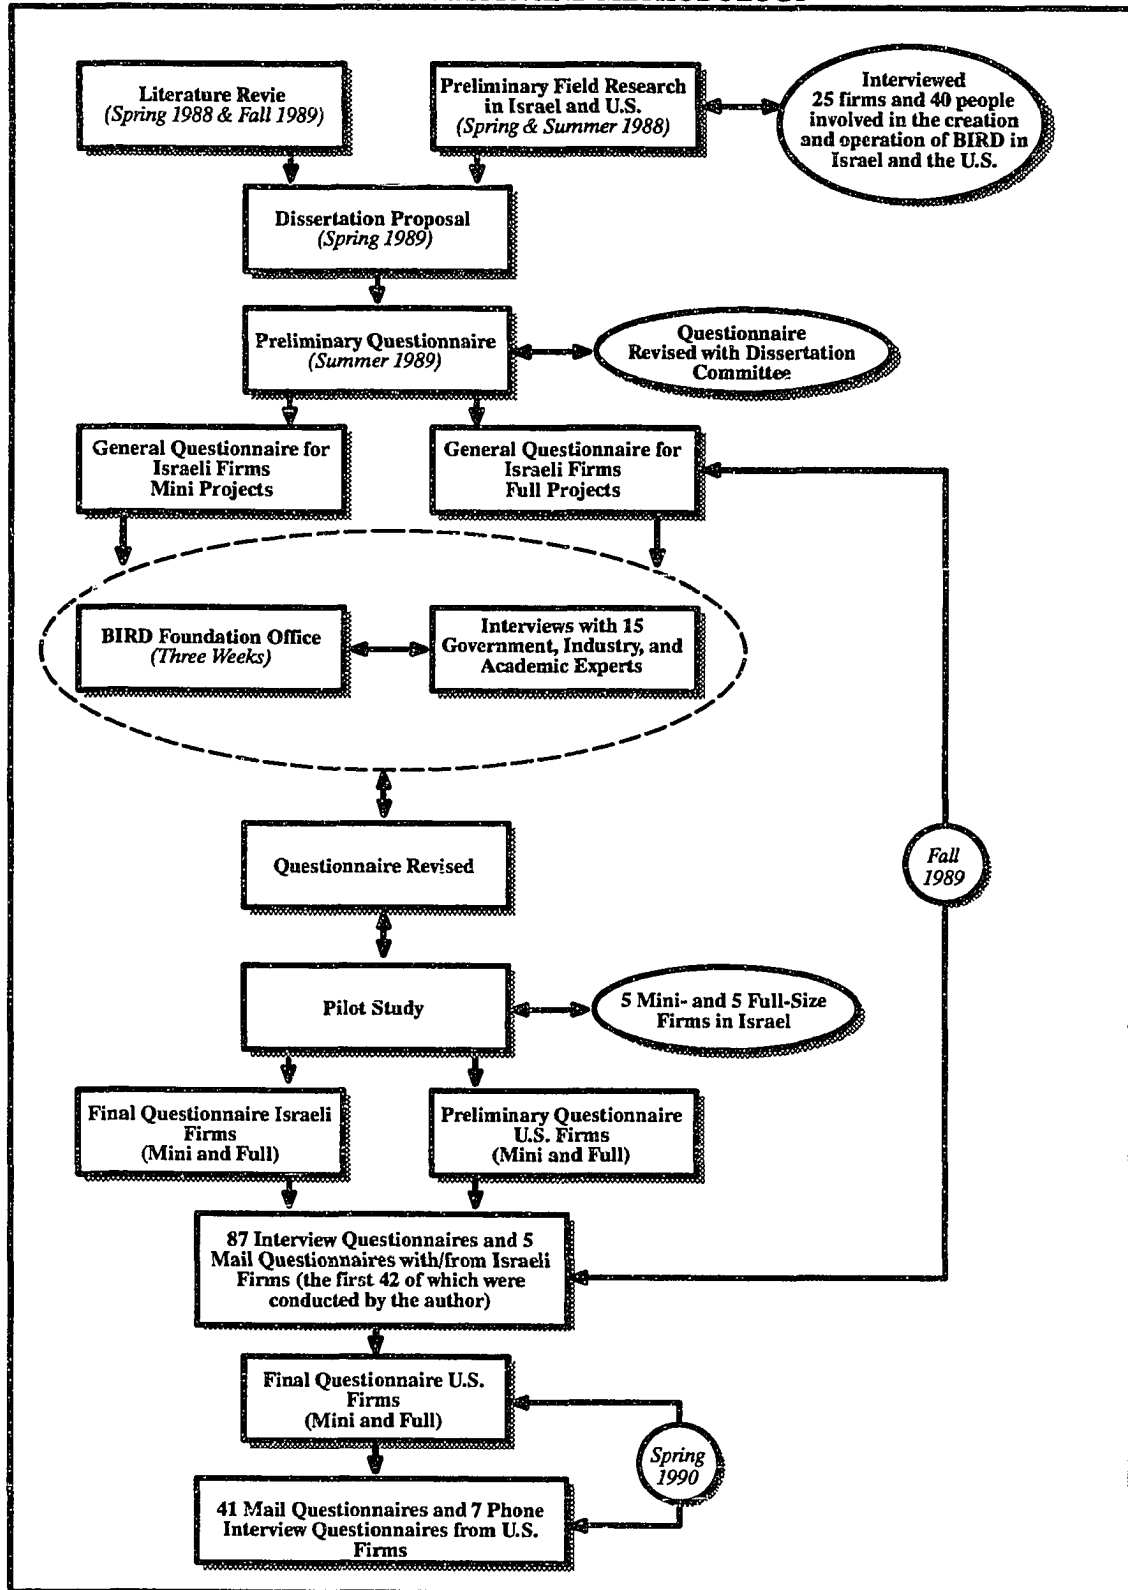 Literature Revie
(Spring 1988 & Fall 1989)
Preliminary Field Research
in Israel and U.S.
(Spring & Summer 1988)
Interviewed
25 firms and 40 people
involved in the creation
and operation of BIRD in
Israel and the U.S.
Dissertation Proposal
(Spring 1989)
Preliminary Questionnaire
(Summer 1989)
Questionnaire
Revised with Dissertation
Committee
General Questionnaire for
Israeli Firms
Mini Projects
General Questionnaire for
Israeli Firms
Full Projects
BIRD Foundation Office
(Three Weeks)
Interviews with 15
Government, Industry, and
Academic Experts
Questionnaire Revised
Fall
1989
Pilot Study
5 Mini- and 5 Full-Size
Firms in Israel
Final Questionnaire Israeli
Firms
(Mini and Full)
Preliminary Questionnaire
U.S. Firms
(Mini and Full)
87 Interview Questionnaires and 5
Mail Questionnaires with/from Israeli
Firms (the first 42 of which were
conducted by the author)
Final Questionnaire U.S.
Firms
(Mini and Full)
Spring
1990
41 Mail Questionnaires and 7 Phone
Interview Questionnaires from U.S.
Firms